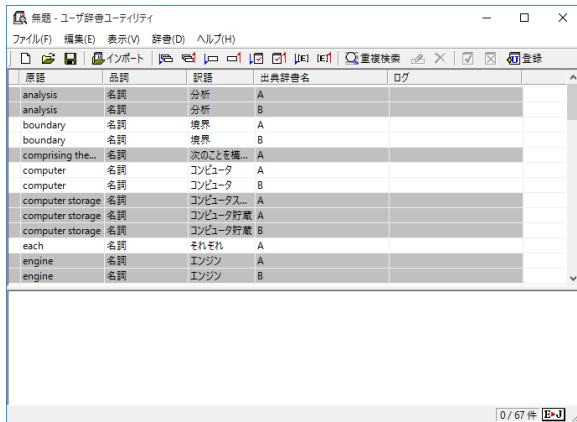 無題 - ユーザ辞書ユーティリティ
ファイル(F) 編集(E) 表示(V) 辞書(D) ヘルプ(H)
インポート 重複検索 登録
原語 品詞 訳語 出典辞書名 ログ
analysis 名詞 分析 A
analysis 名詞 分析 B
boundary 名詞 境界 A
boundary 名詞 境界 B
comprising the... 名詞 次のことを構... A
computer 名詞 コンピュータ A
computer 名詞 コンピュータ B
computer storage 名詞 コンピュータス... A
computer storage 名詞 コンピュータ貯蔵 A
computer storage 名詞 コンピュータ貯蔵 B
each 名詞 それぞれ A
engine 名詞 エンジン A
engine 名詞 エンジン B
0 / 67 件 E▸J